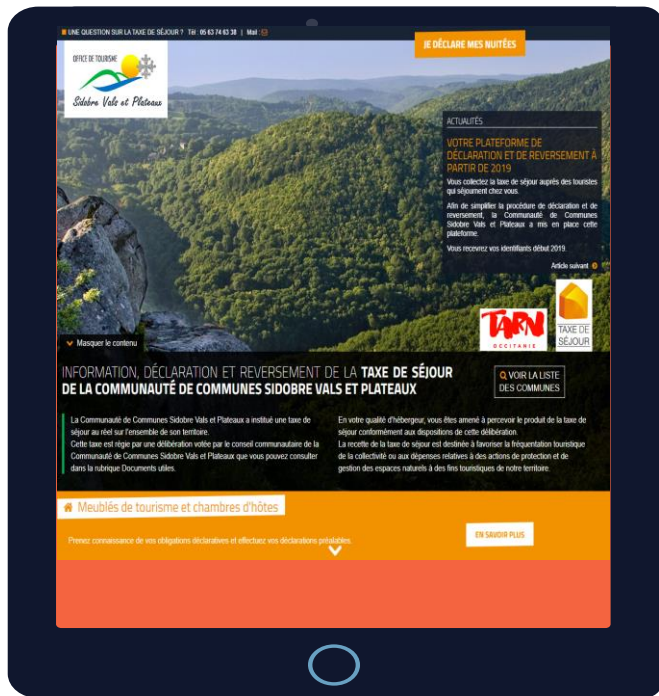 UNE QUESTION SUR LA TAXE DE SÉJOUR ? Tél : 05 63 74 63 38 | Mail :
JE DÉCLARE MES NUITÉES
OFFICE DE TOURISME
Sidobre Vals et Plateaux
ACTUALITÉS
VOTRE PLATEFORME DE
DÉCLARATION ET DE REVERSEMENT À
PARTIR DE 2019
Vous collectez la taxe de séjour auprès des touristes
qui séjournent chez vous.
Afin de simplifier la procédure de déclaration et de
reversement, la Communauté de Communes
Sidobre Vals et Plateaux a mis en place cette
plateforme.
Vous recevrez vos identifiants début 2019.
Article suivant
TARN
OCCITANIE
TAXE DE
SÉJOUR
Masquer le contenu
INFORMATION, DÉCLARATION ET REVERSEMENT DE LA TAXE DE SÉJOUR
DE LA COMMUNAUTÉ DE COMMUNES SIDOBRE VALS ET PLATEAUX
VOIR LA LISTE
DES COMMUNES
La Communauté de Communes Sidobre Vals et Plateaux a institué une taxe de
séjour au réel sur l'ensemble de son territoire.
Cette taxe est régie par une délibération votée par le conseil communautaire de la
Communauté de Communes Sidobre Vals et Plateaux que vous pouvez consulter
dans la rubrique Documents utiles.
En votre qualité d'hébergeur, vous êtes amené à percevoir le produit de la taxe de
séjour conformément aux dispositions de cette délibération.
La recette de la taxe de séjour est destinée à favoriser la fréquentation touristique
de la collectivité ou aux dépenses relatives à des actions de protection et de
gestion des espaces naturels à des fins touristiques de notre territoire.
Meublés de tourisme et chambres d'hôtes
Prenez connaissance de vos obligations déclaratives et effectuez vos déclarations préalables.
EN SAVOIR PLUS